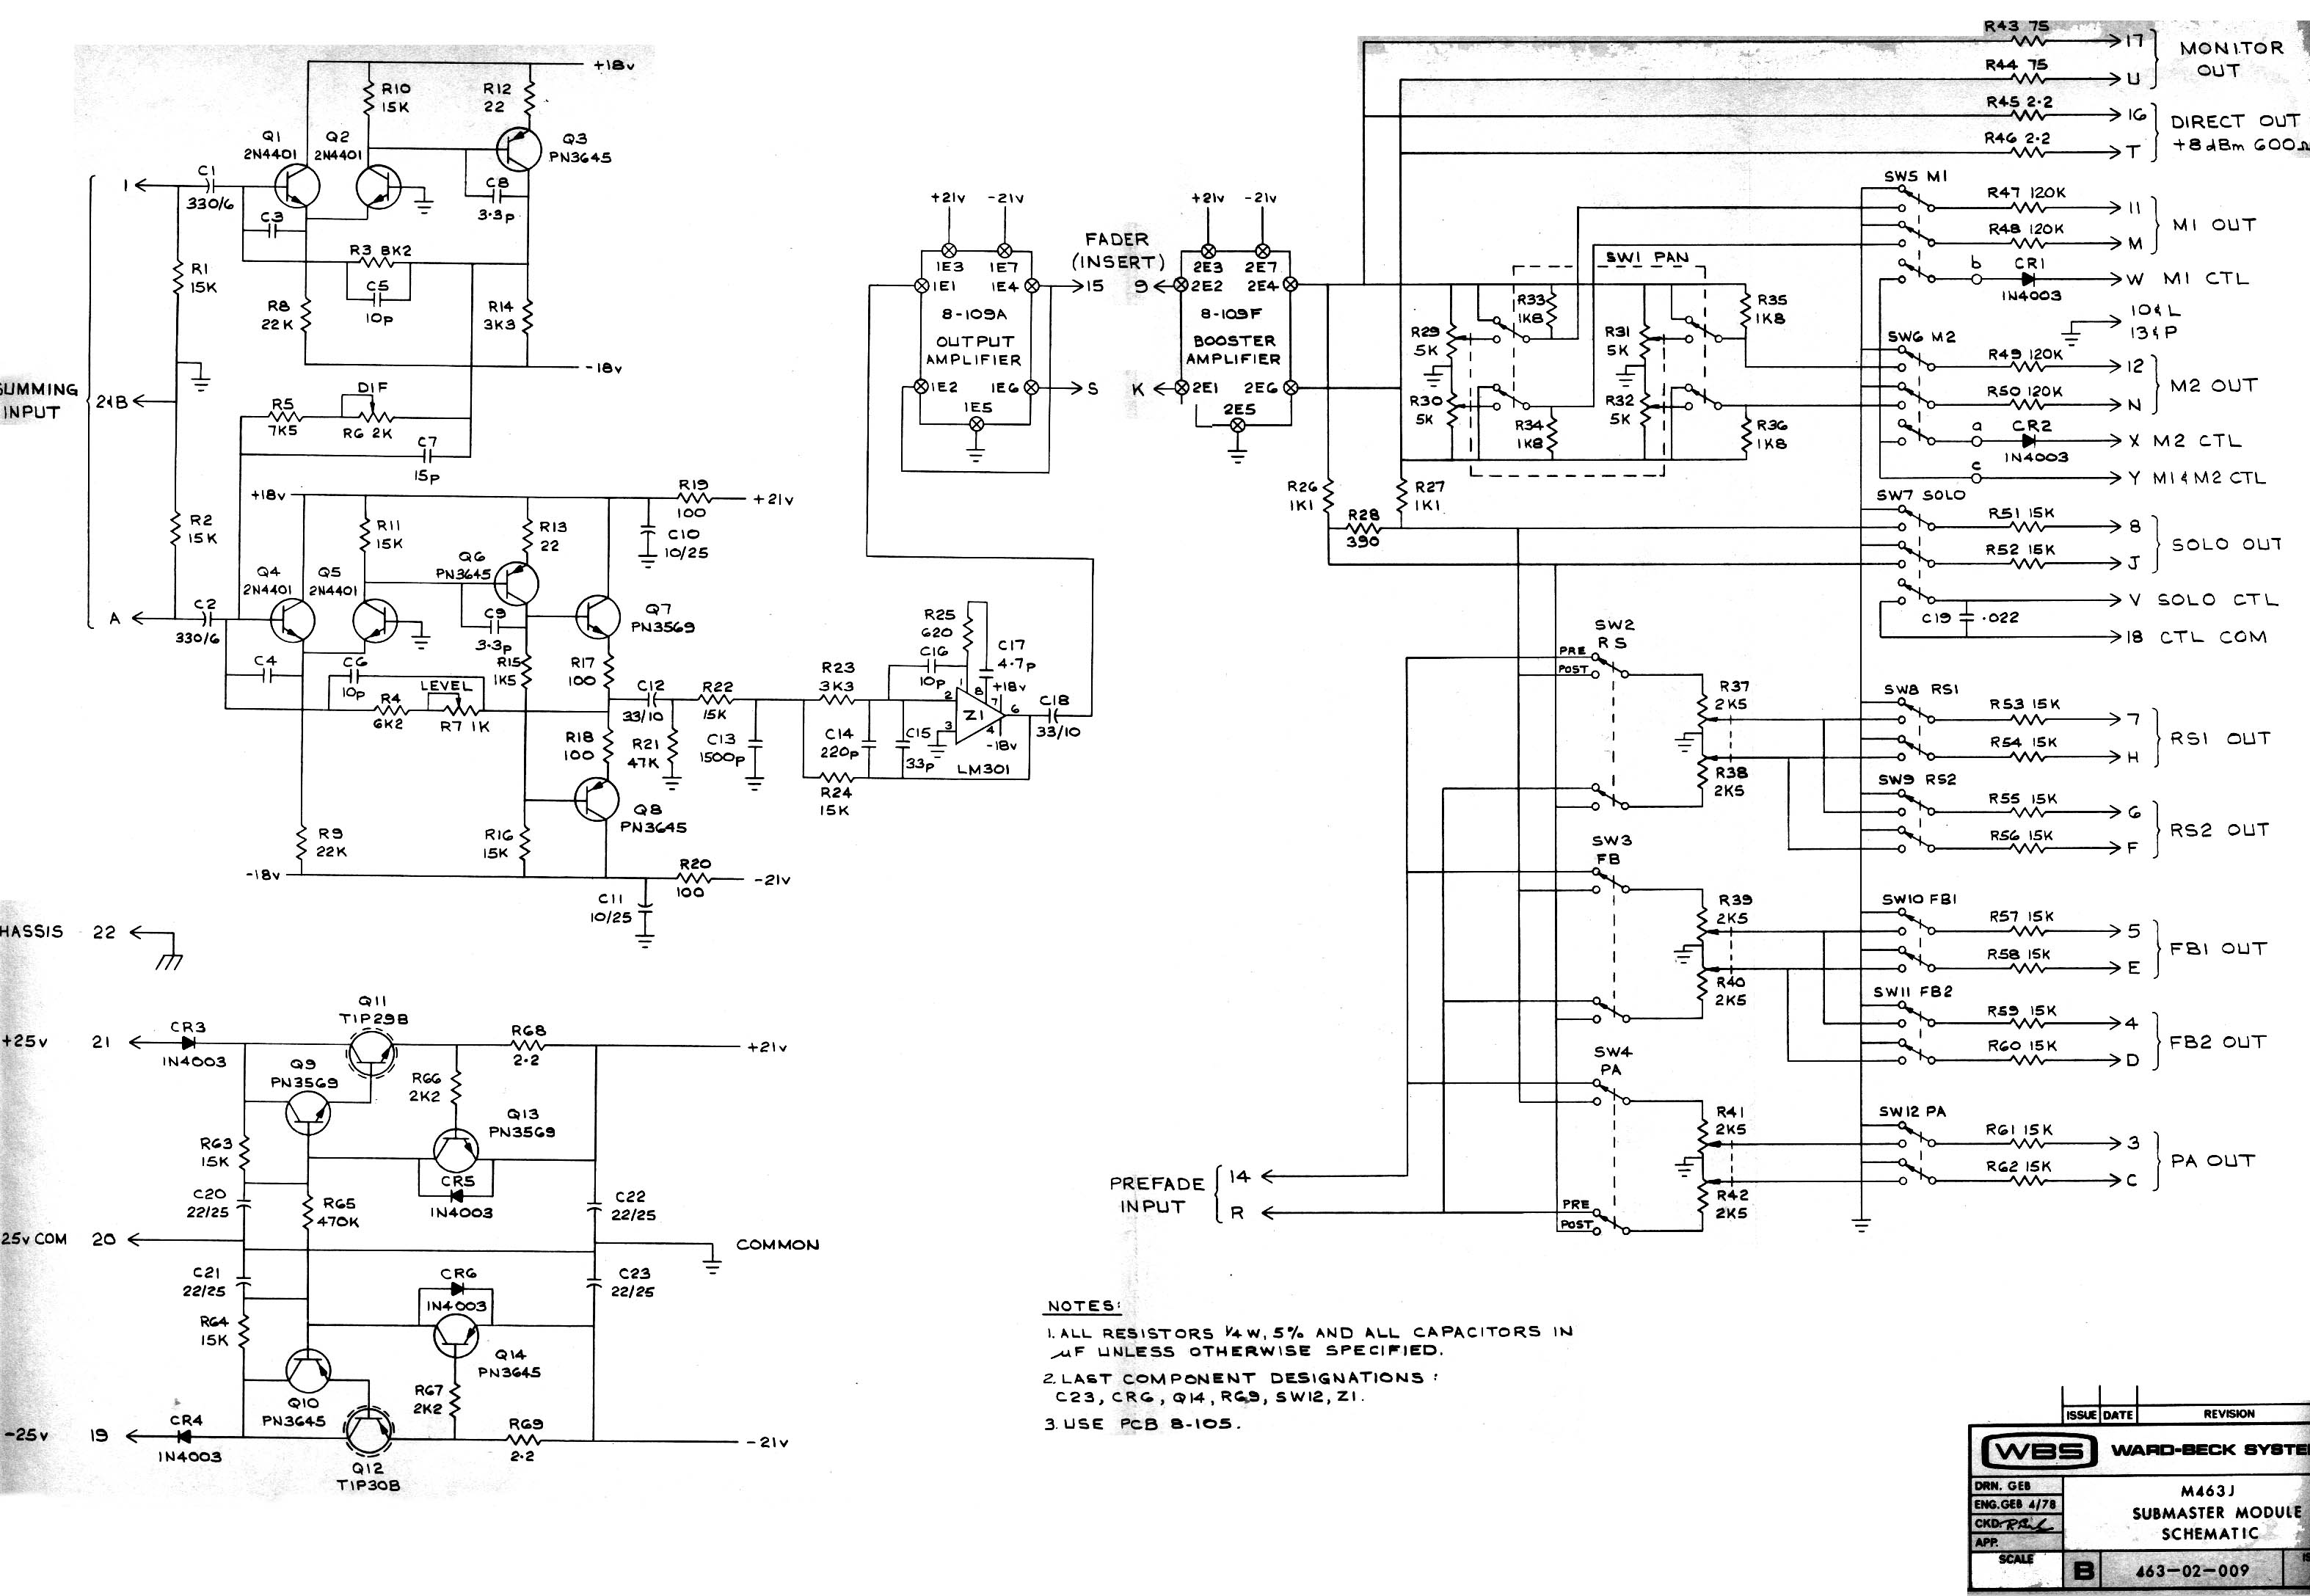 +18v
R10
15K
R12
22
Q1
2N4401
Q2
2N4401
Q3
PN3645
C1
330/6
C3
C8
3.3p
1
R1
15K
R3 8K2
C5
10p
R8
22K
R14
3K3
-18v
SUMMING
INPUT
2&B
DIF
R5
7K5
R6 2K
C7
15p
+18v
R19
100
+21v
R2
15K
R11
15K
R13
22
C10
10/25
Q6
PN3645
Q4
2N4401
Q5
2N4401
C9
3.3p
Q7
PN3569
A
C2
330/6
C4
C6
10p
LEVEL
R4
6K2
R7 1K
R15
1K5
R17
100
C12
33/10
R22
15K
R18
100
R21
47K
C13
1500p
R23
3K3
C14
220p
C15
33p
R24
15K
C16
10p
R25
620
C17
4.7p
+18v
-18v
1
8
2
3
7
4
6
Z1
LM301
C18
33/10
Q8
PN3645
R9
22K
R16
15K
-18v
R20
100
-21v
C11
10/25
HASSIS 22
+25v 21
CR3
1N4003
Q11
TIP29B
R68
2.2
+21v
Q9
PN3569
R66
2K2
Q13
PN3569
R63
15K
CR5
1N4003
C20
22/25
R65
470K
C22
22/25
25v COM 20
COMMON
C21
22/25
CR6
1N4003
C23
22/25
R64
15K
Q14
PN3645
Q10
PN3645
R67
2K2
-25v 19
CR4
1N4003
Q12
TIP30B
R69
2.2
-21v
+21v -21v
1E3 1E7
1E1 1E4
8-109A
OUTPUT
AMPLIFIER
1E2 1E6
1E5
15
S
FADER
(INSERT)
+21v -21v
2E3 2E7
9
2E2 2E4
8-109F
BOOSTER
AMPLIFIER
K
2E1 2E6
2E5
SW1 PAN
R29
5K
R30
5K
R33
1K8
R34
1K8
R31
5K
R32
5K
R35
1K8
R36
1K8
R26
1K1
R27
1K1
R28
390
R43 75
17
R44 75
U
MONITOR
OUT
R45 2.2
16
R46 2.2
T
DIRECT OUT
+8dBm 600Ω
SW5 M1
R47 120K
11
R48 120K
M
M1 OUT
b
CR1
1N4003
W M1 CTL
10&L
13&P
SW6 M2
R49 120K
12
R50 120K
N
M2 OUT
a
CR2
1N4003
X M2 CTL
c
Y M1&M2 CTL
SW7 SOLO
R51 15K
8
R52 15K
J
SOLO OUT
V SOLO CTL
C19 .022
18 CTL COM
SW2
RS
PRE
POST
R37
2K5
R38
2K5
SW8 RS1
R53 15K
7
R54 15K
H
RS1 OUT
SW9 RS2
R55 15K
6
R56 15K
F
RS2 OUT
SW3
FB
R39
2K5
R40
2K5
SW10 FB1
R57 15K
5
R58 15K
E
FB1 OUT
SW11 FB2
R59 15K
4
R60 15K
D
FB2 OUT
SW4
PA
R41
2K5
R42
2K5
PRE
POST
SW12 PA
R61 15K
3
R62 15K
C
PA OUT
PREFADE
INPUT
14
R
NOTES:
1. ALL RESISTORS 1/4 W, 5% AND ALL CAPACITORS IN
µF UNLESS OTHERWISE SPECIFIED.
2. LAST COMPONENT DESIGNATIONS :
C23, CR6, Q14, R69, SW12, Z1.
3. USE PCB 8-105.
ISSUE DATE REVISION
WBS WARD-BECK SYSTE
DRN. GEB
ENG. GEB 4/78
CKD.
APP.
SCALE
M463J
SUBMASTER MODULE
SCHEMATIC
B 463-02-009